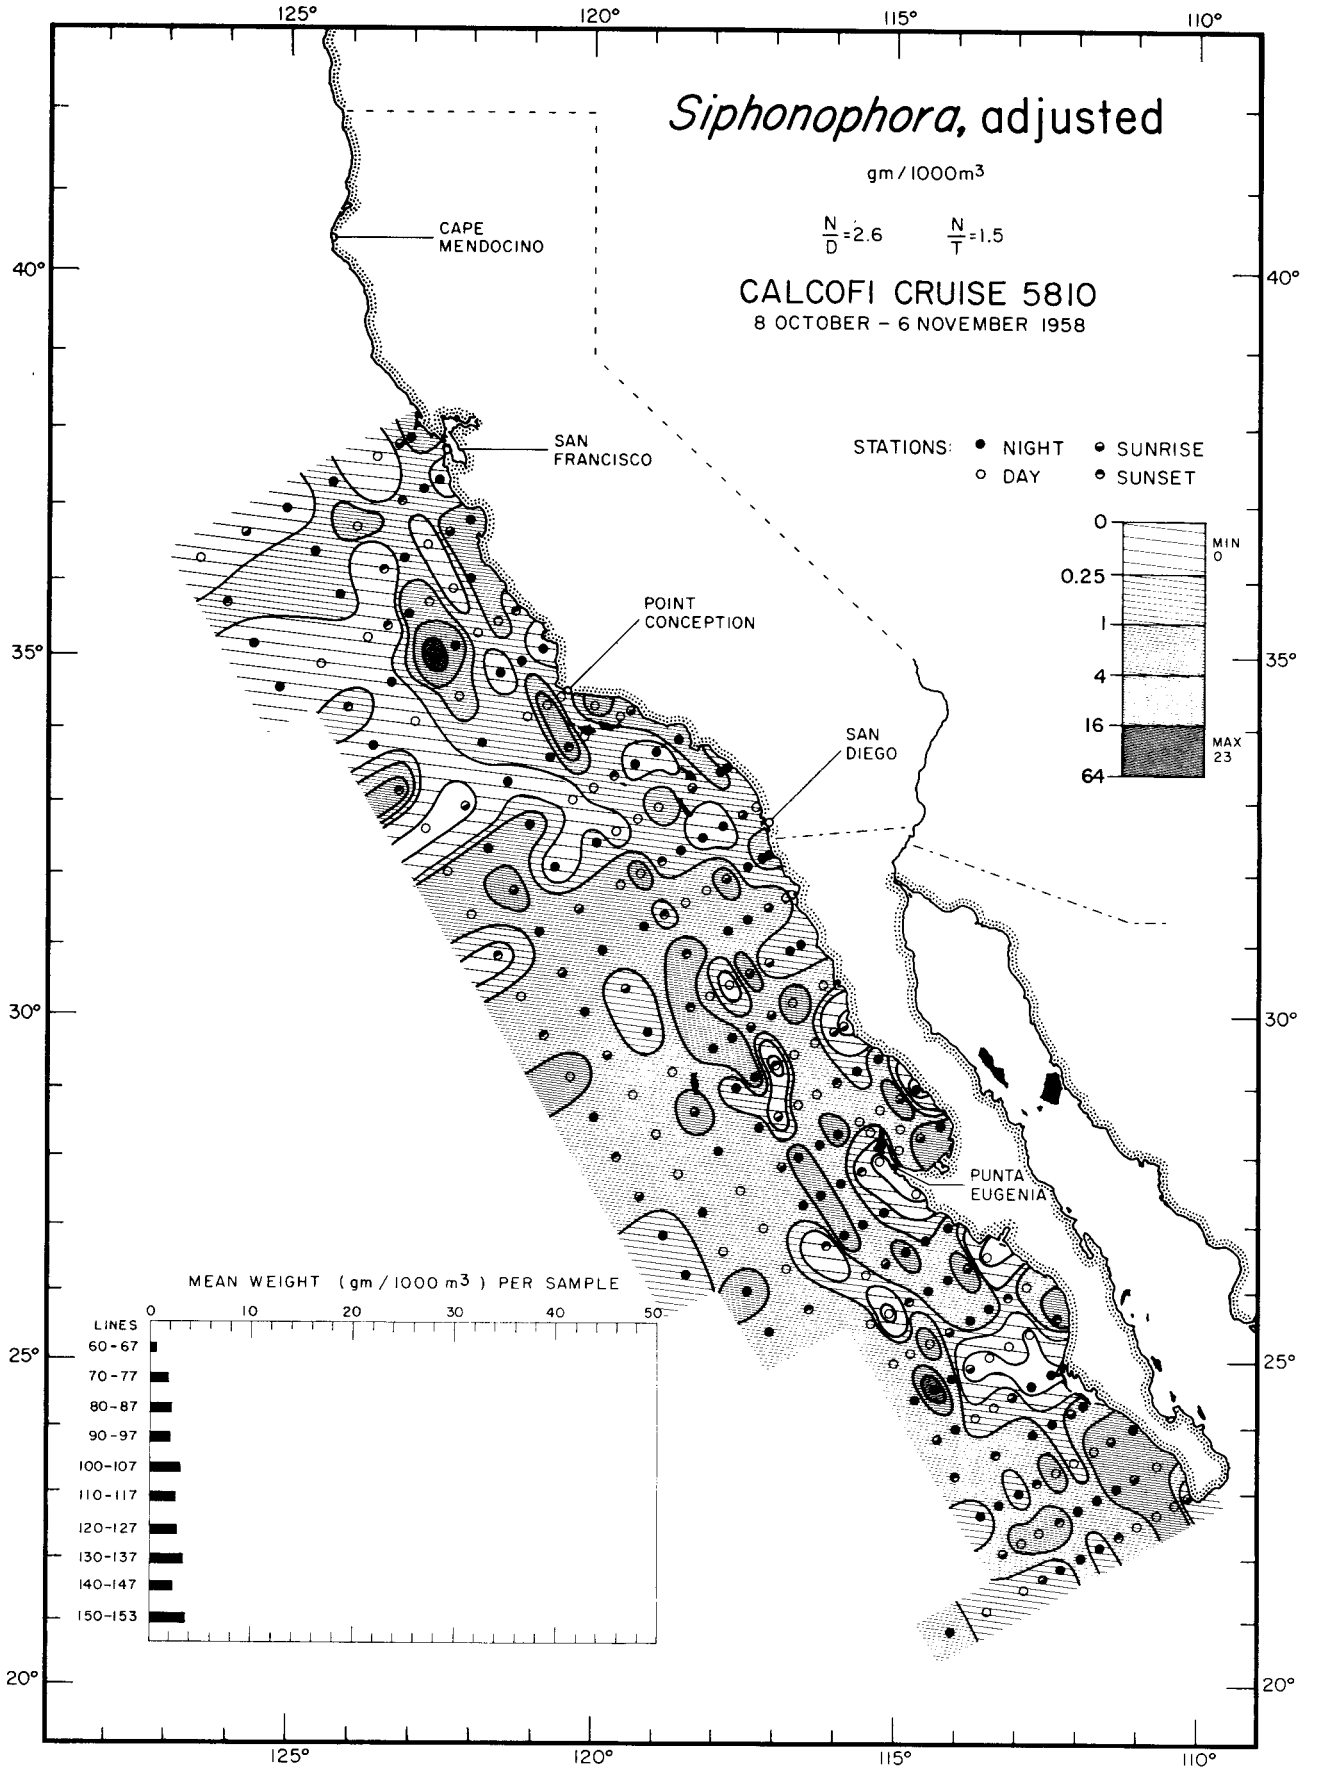 125° 120° 115° 110°
Siphonophora, adjusted
gm/1000m³
N/D=2.6 N/T=1.5
CALCOFI CRUISE 5810
8 OCTOBER – 6 NOVEMBER 1958
CAPE
MENDOCINO
40° 40°
SAN
FRANCISCO
STATIONS: NIGHT SUNRISE
DAY SUNSET
0
MIN
0
0.25
1
4
16
MAX
23
64
POINT
CONCEPTION
35° 35°
SAN
DIEGO
30° 30°
PUNTA
EUGENIA
MEAN WEIGHT (gm/1000 m³) PER SAMPLE
0 10 20 30 40 50
LINES
60-67
70-77
80-87
90-97
100-107
110-117
120-127
130-137
140-147
150-153
25° 25°
20° 20°
125° 120° 115° 110°